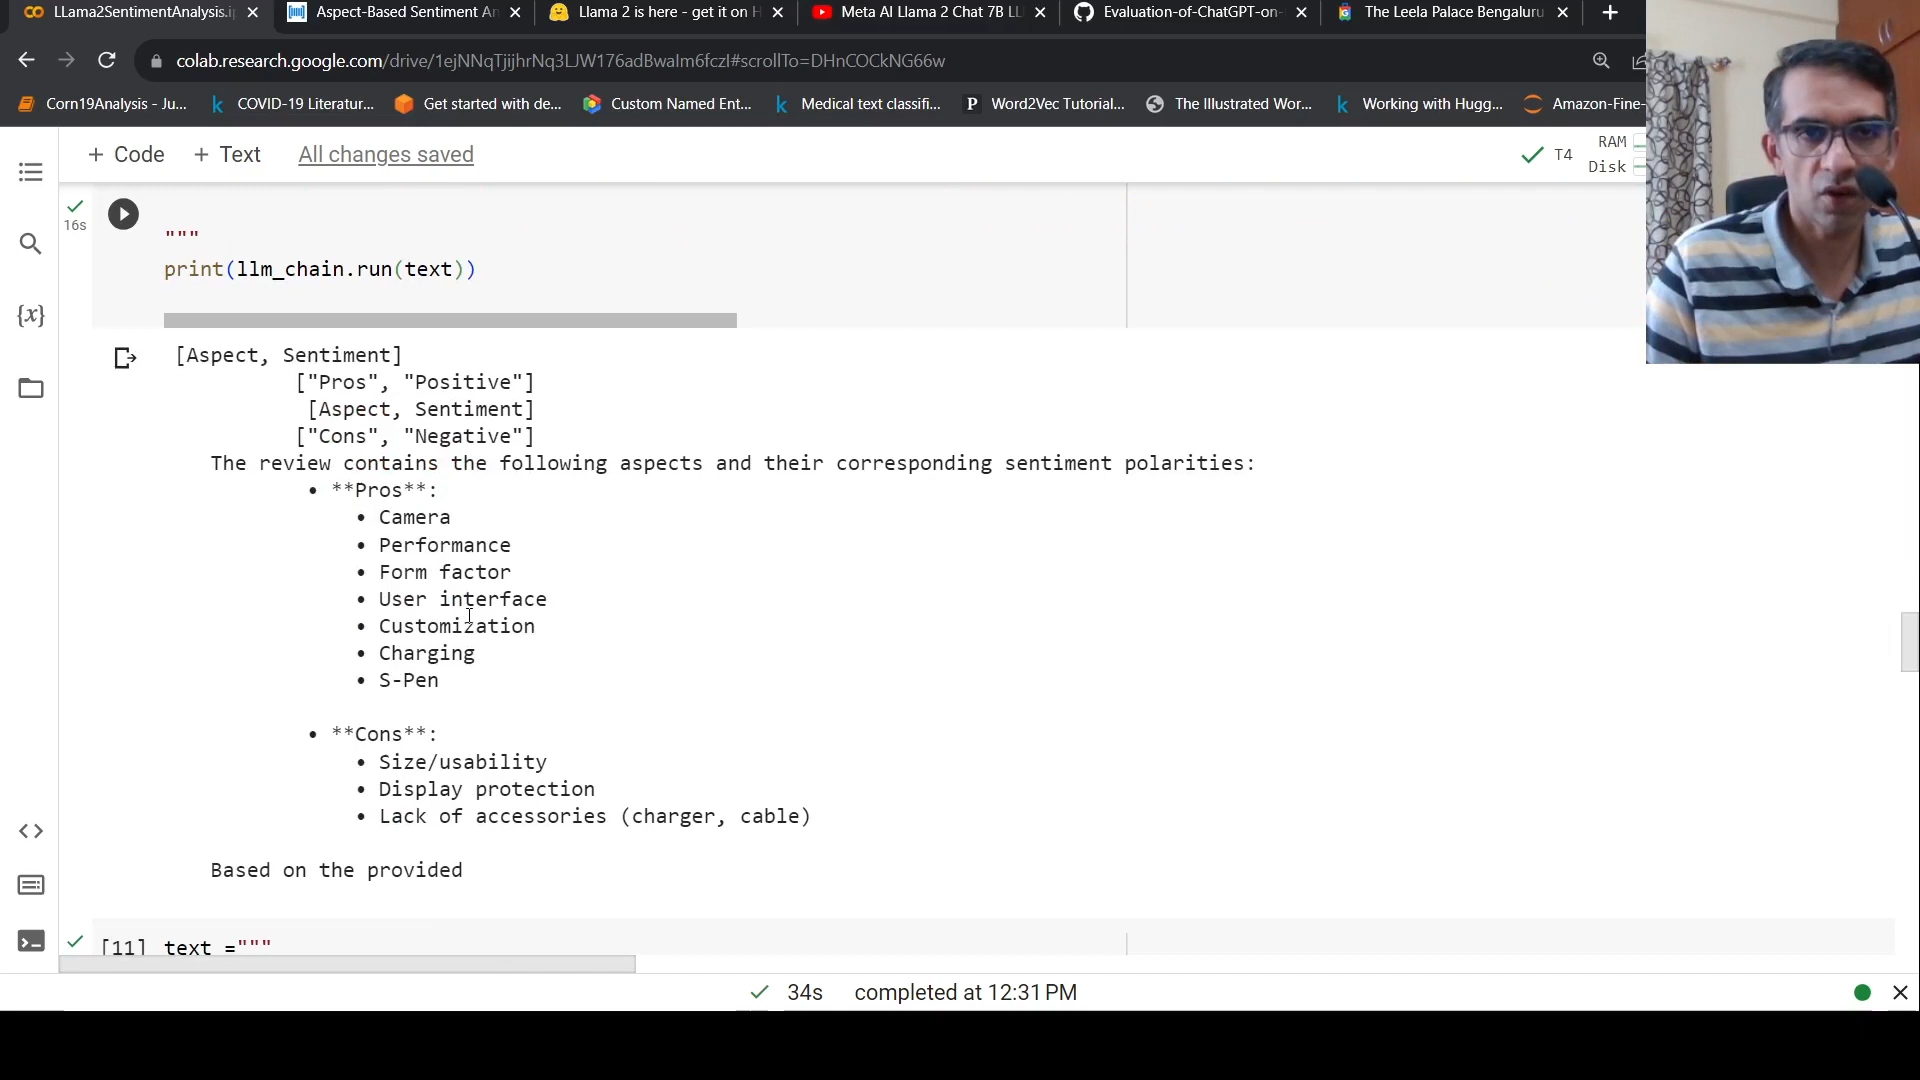 LLama2SentimentAnalysis.i
Aspect-Based Sentiment An
Llama 2 is here - get it on H
Meta AI Llama 2 Chat 7B LL
Evaluation-of-ChatGPT-on-
The Leela Palace Bengaluru
colab.research.google.com/drive/1ejNNqTjijhrNq3LJW176adBwaIm6fczI#scrollTo=DHnCOCkNG66w
Corn19Analysis - Ju...
COVID-19 Literatur...
Get started with de...
Custom Named Ent...
Medical text classifi...
Word2Vec Tutorial...
The Illustrated Wor...
Working with Hugg...
Amazon-Fine-
+ Code + Text All changes saved
T4
RAM
Disk
16s
"""
print(llm_chain.run(text))
[Aspect, Sentiment]
["Pros", "Positive"]
[Aspect, Sentiment]
["Cons", "Negative"]
The review contains the following aspects and their corresponding sentiment polarities:
• **Pros**:
• Camera
• Performance
• Form factor
• User interface
• Customization
• Charging
• S-Pen
• **Cons**:
• Size/usability
• Display protection
• Lack of accessories (charger, cable)
Based on the provided
[11] text ="""
34s completed at 12:31 PM